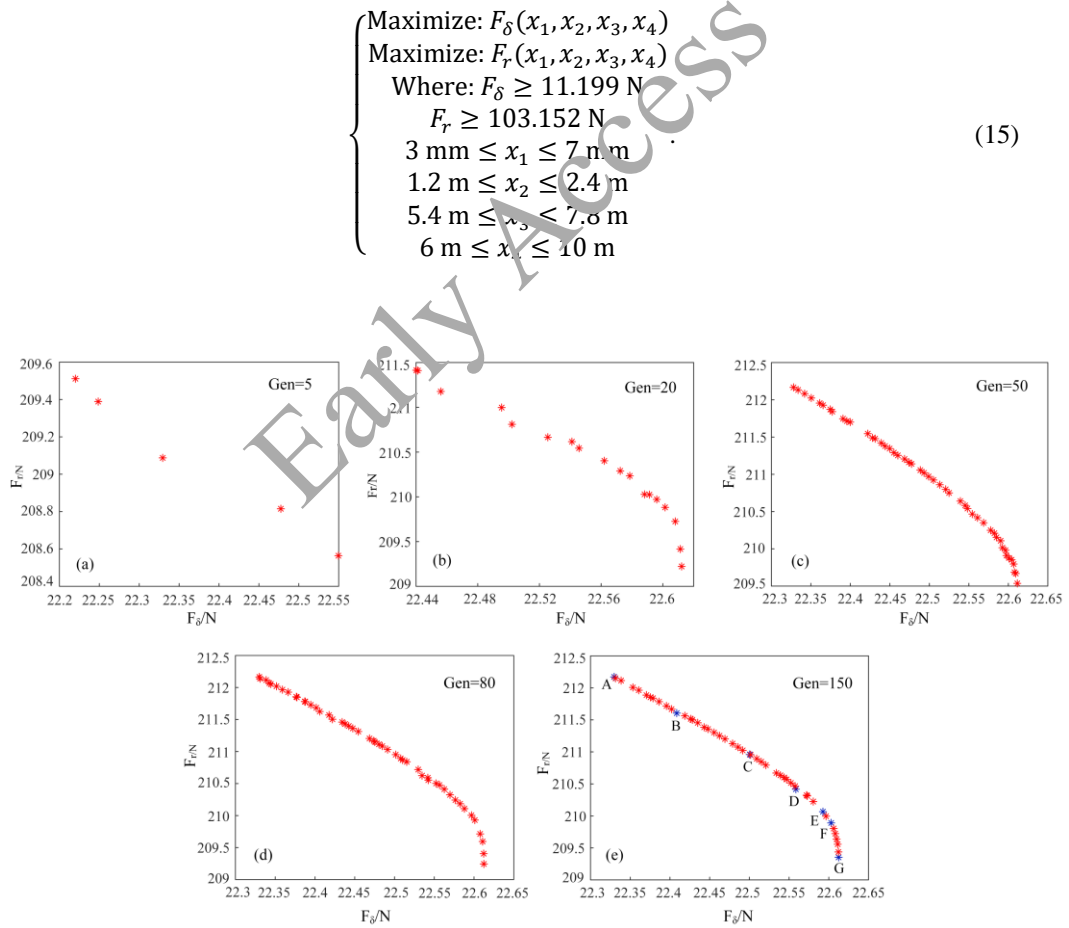 Maximize: F_δ(x_1, x_2, x_3, x_4)
Maximize: F_r(x_1, x_2, x_3, x_4)
Where: F_δ ≥ 11.199 N
F_r ≥ 103.152 N
3 mm ≤ x_1 ≤ 7 mm
1.2 m ≤ x_2 ≤ 2.4 m
5.4 m ≤ x_3 ≤ 7.8 m
6 m ≤ x ≤ 10 m
.
(15)
Early Access
209.6
209.4
209.2
209
208.8
208.6
208.4
F_r/N
Gen=5
(a)
22.2 22.25 22.3 22.35 22.4 22.45 22.5 22.55
F_δ/N
211.5
210.5
210
209.5
209
Fr/N
Gen=20
(b)
22.44 22.48 22.52 22.56 22.6
F_δ/N
212.5
212
211.5
211
210.5
210
209.5
F_r/N
Gen=50
(c)
22.3 22.35 22.4 22.45 22.5 22.55 22.6 22.65
F_δ/N
212.5
212
211.5
211
210.5
210
209.5
209
F_r/N
Gen=80
(d)
22.3 22.35 22.4 22.45 22.5 22.55 22.6 22.65
F_δ/N
212.5
212
211.5
211
210.5
210
209.5
209
F_r/N
Gen=150
A
B
C
D
E
F
G
(e)
22.3 22.35 22.4 22.45 22.5 22.55 22.6 22.65
F_δ/N